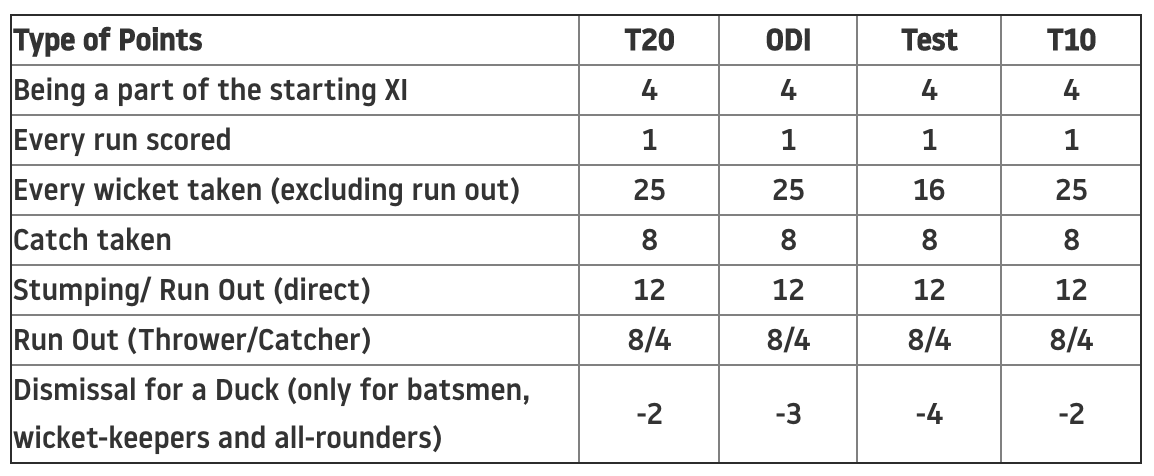 Type of Points T20 ODI Test T10
Being a part of the starting XI 4 4 4 4
Every run scored 1 1 1 1
Every wicket taken (excluding run out) 25 25 16 25
Catch taken 8 8 8 8
Stumping/ Run Out (direct) 12 12 12 12
Run Out (Thrower/Catcher) 8/4 8/4 8/4 8/4
Dismissal for a Duck (only for batsmen,
wicket-keepers and all-rounders) -2 -3 -4 -2